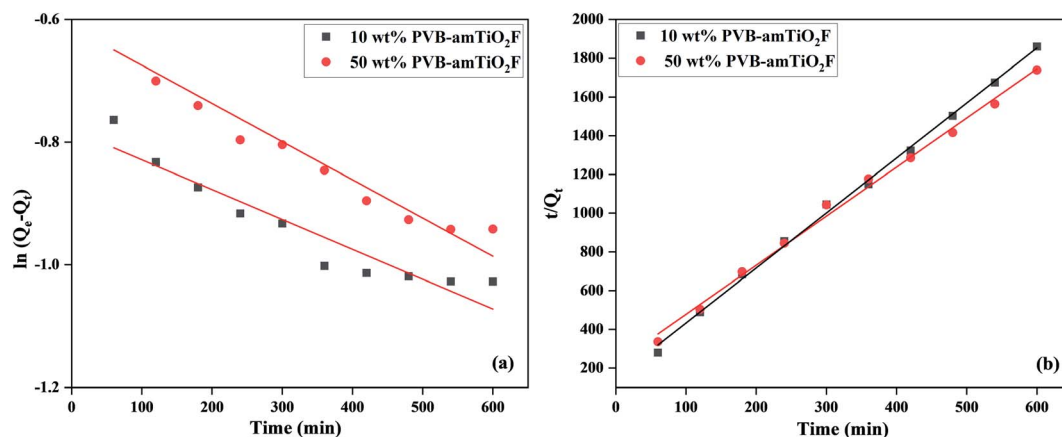 -0.6
-0.8
-1.0
-1.2
ln (Qe-Qt)
10 wt% PVB-amTiO2F
50 wt% PVB-amTiO2F
(a)
0 100 200 300 400 500 600
Time (min)
2000
1800
1600
1400
1200
1000
800
600
400
200
t/Qt
10 wt% PVB-amTiO2F
50 wt% PVB-amTiO2F
(b)
0 100 200 300 400 500 600
Time (min)